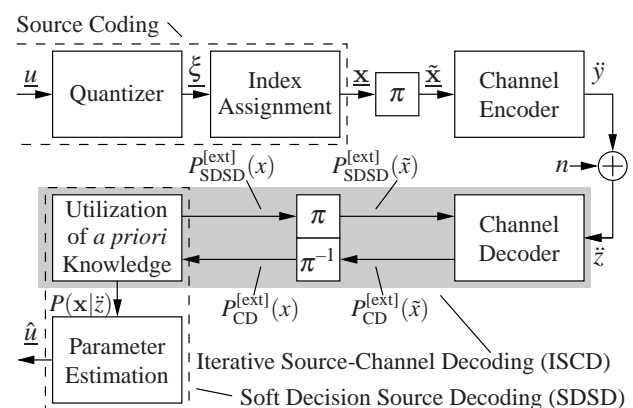 Source Coding
u
Quantizer
ξ
Index
Assignment
x
π
x̃
Channel
Encoder
ÿ
n
P[ext]SDSD(x)
P[ext]SDSD(x̃)
Utilization
of a priori
Knowledge
π
π−1
Channel
Decoder
z̈
P[ext]CD(x)
P[ext]CD(x̃)
P(x|z̈)
û
Parameter
Estimation
Iterative Source-Channel Decoding (ISCD)
Soft Decision Source Decoding (SDSD)